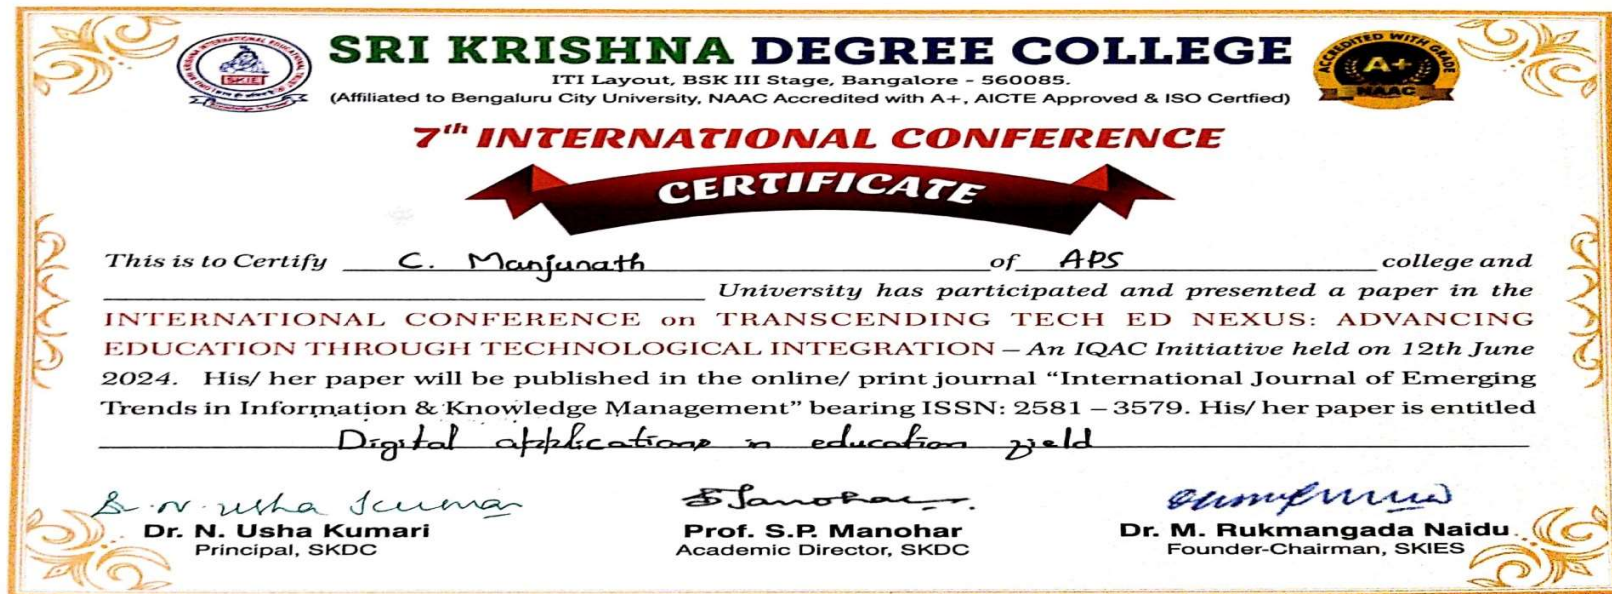 SRI KRISHNA DEGREE COLLEGE
ITI Layout, BSK III Stage, Bangalore - 560085.
(Affiliated to Bengaluru City University, NAAC Accredited with A+, AICTE Approved & ISO Certfied)
SKIE
ACCREDITED WITH GRADE
A+
NAAC
7th INTERNATIONAL CONFERENCE
CERTIFICATE
This is to Certify C. Manjunath of APS college and
University has participated and presented a paper in the
INTERNATIONAL CONFERENCE on TRANSCENDING TECH ED NEXUS: ADVANCING
EDUCATION THROUGH TECHNOLOGICAL INTEGRATION – An IQAC Initiative held on 12th June
2024. His/ her paper will be published in the online/ print journal “International Journal of Emerging
Trends in Information & Knowledge Management” bearing ISSN: 2581 – 3579. His/ her paper is entitled
Digital applications in education field
Dr. N. Usha Kumari
Principal, SKDC
Prof. S.P. Manohar
Academic Director, SKDC
Dr. M. Rukmangada Naidu
Founder-Chairman, SKIES